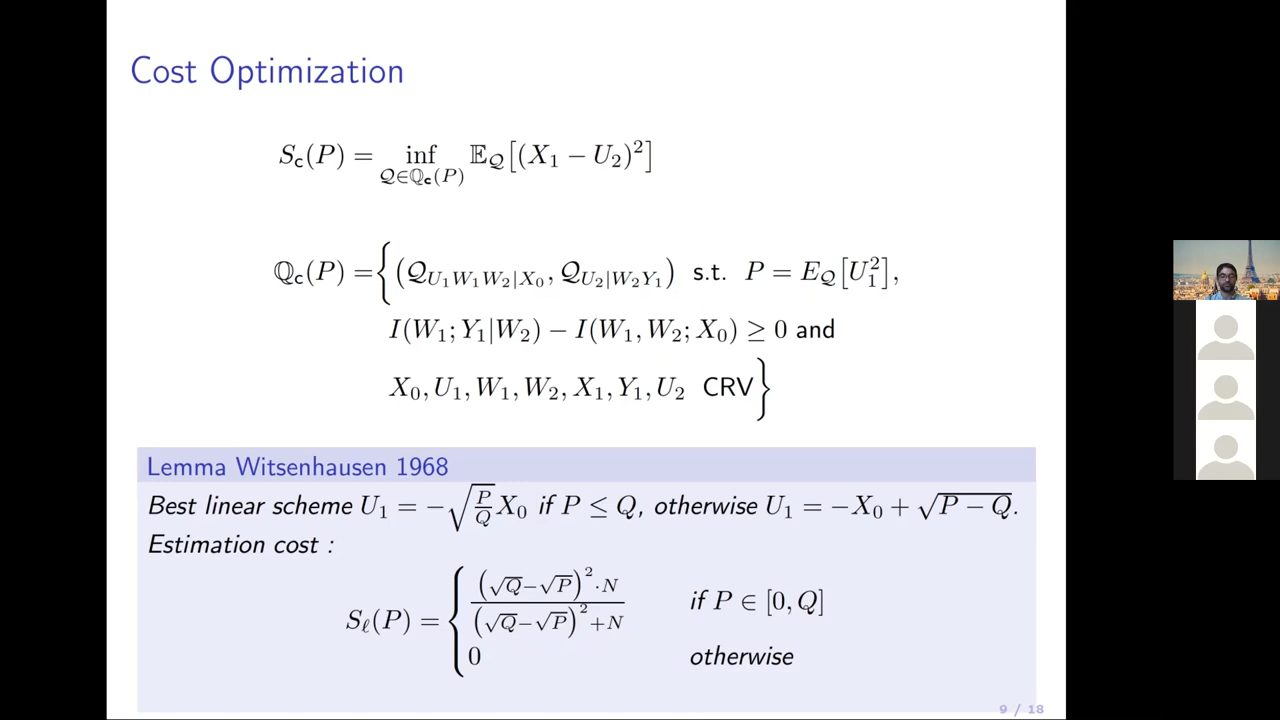 Cost Optimization
S_c(P) = inf_{𝒬∈ℚ_c(P)} 𝔼_𝒬[(X_1 − U_2)^2]
ℚ_c(P) = {(𝒬_{U_1W_1W_2|X_0}, 𝒬_{U_2|W_2Y_1}) s.t. P = E_𝒬[U_1^2],
I(W_1; Y_1|W_2) − I(W_1, W_2; X_0) ≥ 0 and
X_0, U_1, W_1, W_2, X_1, Y_1, U_2 CRV}
Lemma Witsenhausen 1968
Best linear scheme U_1 = −√(P/Q) X_0 if P ≤ Q, otherwise U_1 = −X_0 + √(P − Q).
Estimation cost :
S_ℓ(P) = { ((√Q−√P)^2·N)/((√Q−√P)^2+N) if P ∈ [0, Q]
0 otherwise
9 / 18